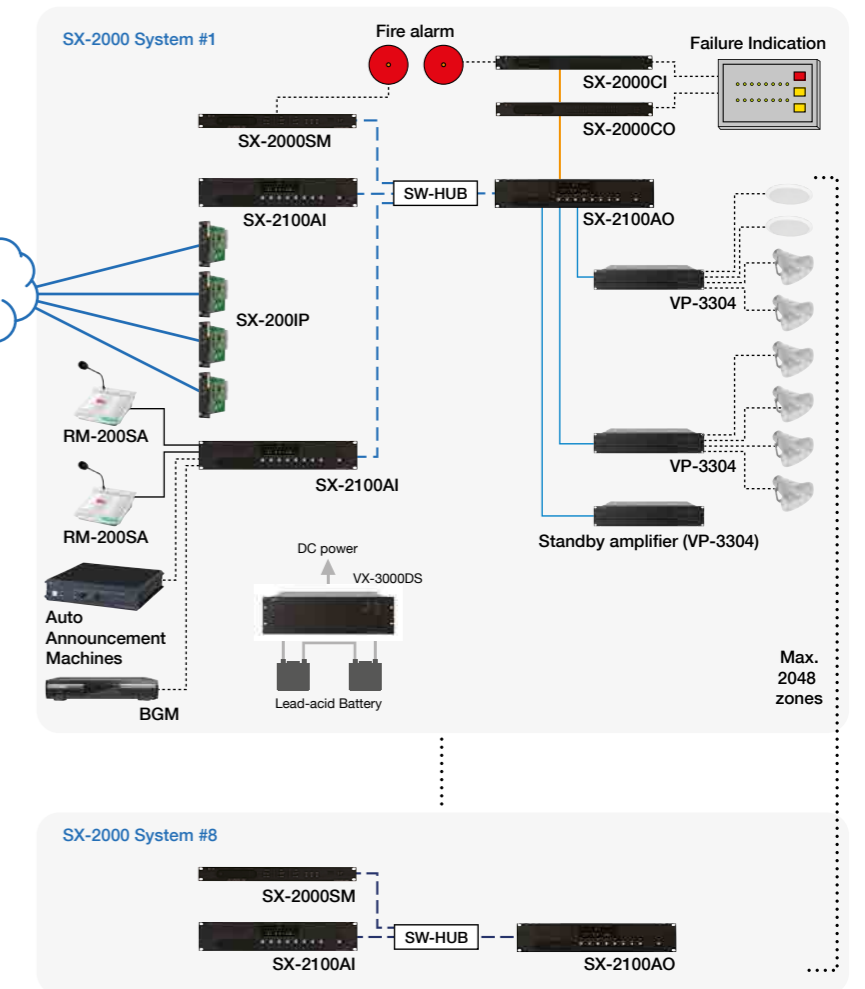 SX-2000 System #1
Fire alarm
Failure Indication
SX-2000CI
SX-2000CO
SX-2000SM
SW-HUB
SX-2100AI
SX-2100AO
VP-3304
SX-200IP
RM-200SA
VP-3304
SX-2100AI
RM-200SA
Standby amplifier (VP-3304)
DC power
VX-3000DS
Auto
Announcement
Machines
Lead-acid Battery
BGM
Max.
2048
zones
SX-2000 System #8
SX-2000SM
SW-HUB
SX-2100AI
SX-2100AO